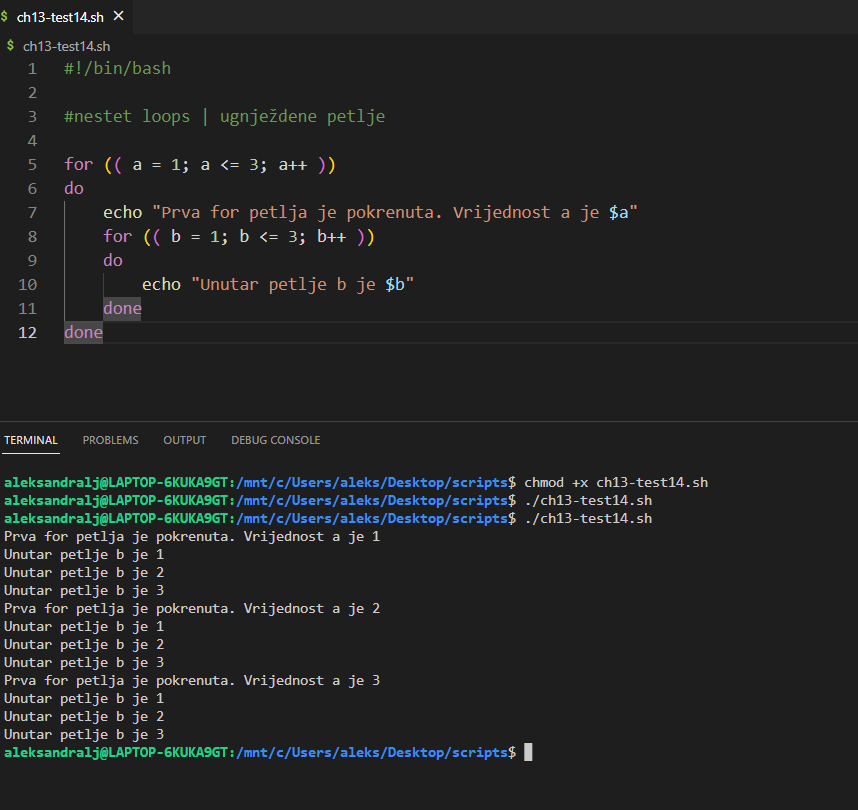 $ ch13-test14.sh ✕
$ ch13-test14.sh
1 #!/bin/bash
2
3 #nestet loops | ugnježdene petlje
4
5 for (( a = 1; a <= 3; a++ ))
6 do
7 echo "Prva for petlja je pokrenuta. Vrijednost a je $a"
8 for (( b = 1; b <= 3; b++ ))
9 do
10 echo "Unutar petlje b je $b"
11 done
12 done
TERMINAL PROBLEMS OUTPUT DEBUG CONSOLE
aleksandralj@LAPTOP-6KUKA9GT:/mnt/c/Users/aleks/Desktop/scripts$ chmod +x ch13-test14.sh
aleksandralj@LAPTOP-6KUKA9GT:/mnt/c/Users/aleks/Desktop/scripts$ ./ch13-test14.sh
aleksandralj@LAPTOP-6KUKA9GT:/mnt/c/Users/aleks/Desktop/scripts$ ./ch13-test14.sh
Prva for petlja je pokrenuta. Vrijednost a je 1
Unutar petlje b je 1
Unutar petlje b je 2
Unutar petlje b je 3
Prva for petlja je pokrenuta. Vrijednost a je 2
Unutar petlje b je 1
Unutar petlje b je 2
Unutar petlje b je 3
Prva for petlja je pokrenuta. Vrijednost a je 3
Unutar petlje b je 1
Unutar petlje b je 2
Unutar petlje b je 3
aleksandralj@LAPTOP-6KUKA9GT:/mnt/c/Users/aleks/Desktop/scripts$